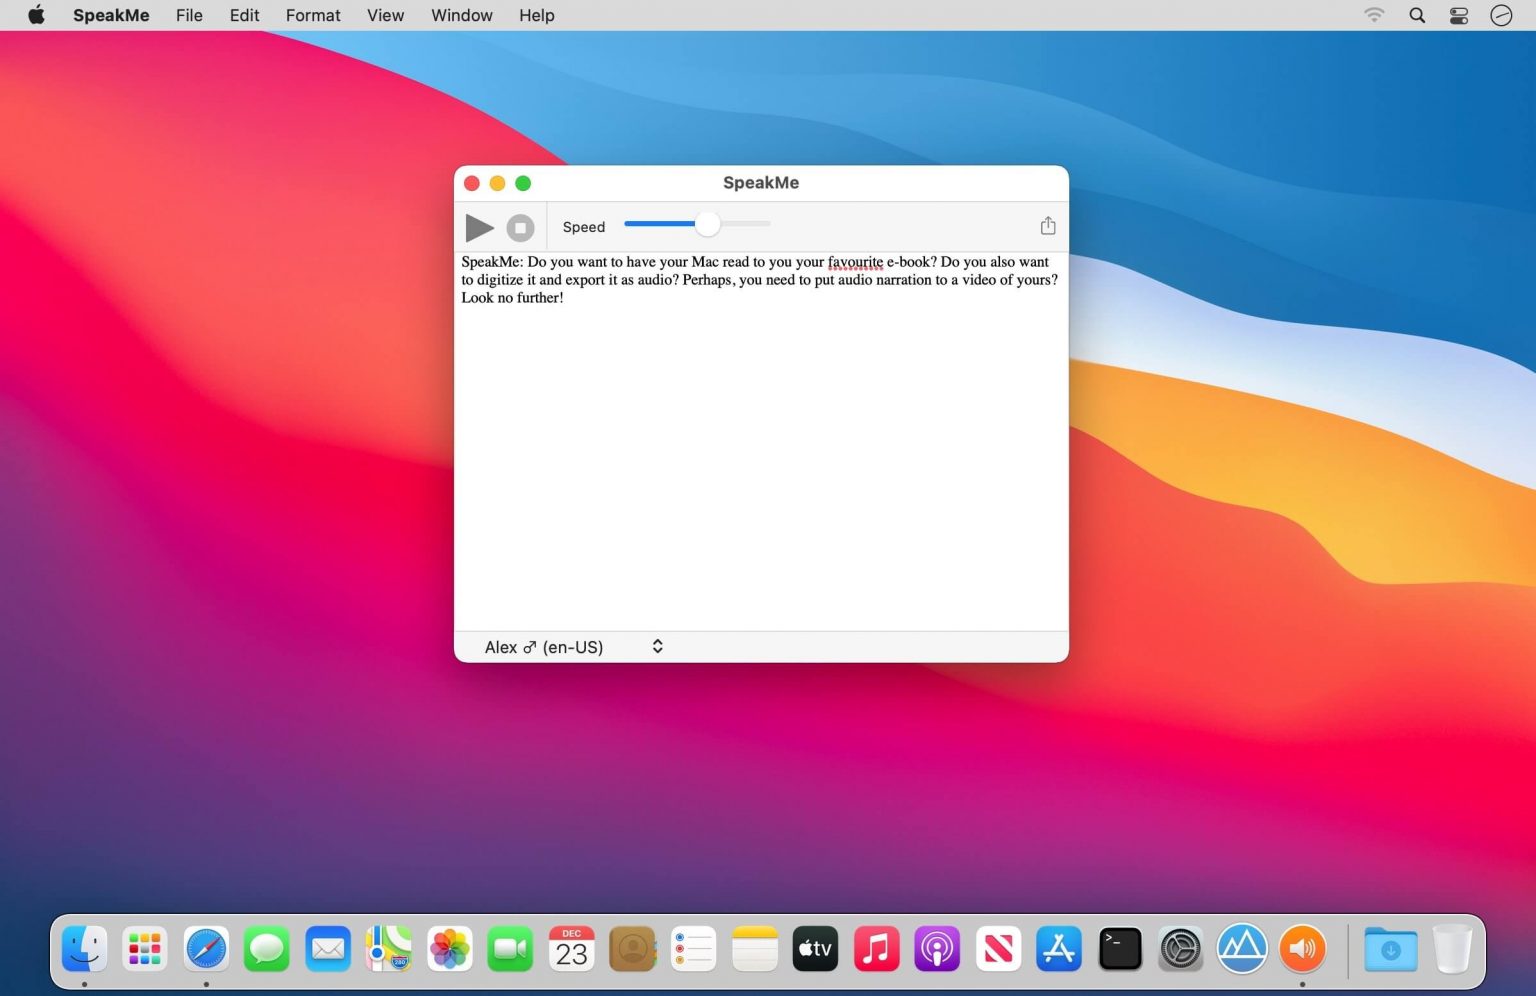 SpeakMe File Edit Format View Window Help
SpeakMe
Speed
SpeakMe: Do you want to have your Mac read to you your favourite e-book? Do you also want
to digitize it and export it as audio? Perhaps, you need to put audio narration to a video of yours?
Look no further!
Alex ♂ (en-US)
280
DEC
23
tv
>_